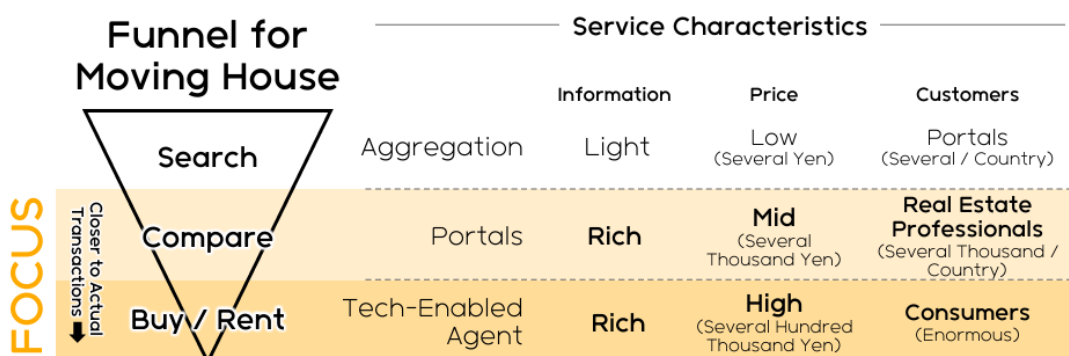 Funnel for
Moving House
Service Characteristics
Information Price Customers
Search
Aggregation
Light
Low
(Several Yen)
Portals
(Several / Country)
FOCUS
Closer to Actual
Transactions
Compare
Portals
Rich
Mid
(Several
Thousand Yen)
Real Estate
Professionals
(Several Thousand /
Country)
Buy / Rent
Tech-Enabled
Agent
Rich
High
(Several Hundred
Thousand Yen)
Consumers
(Enormous)